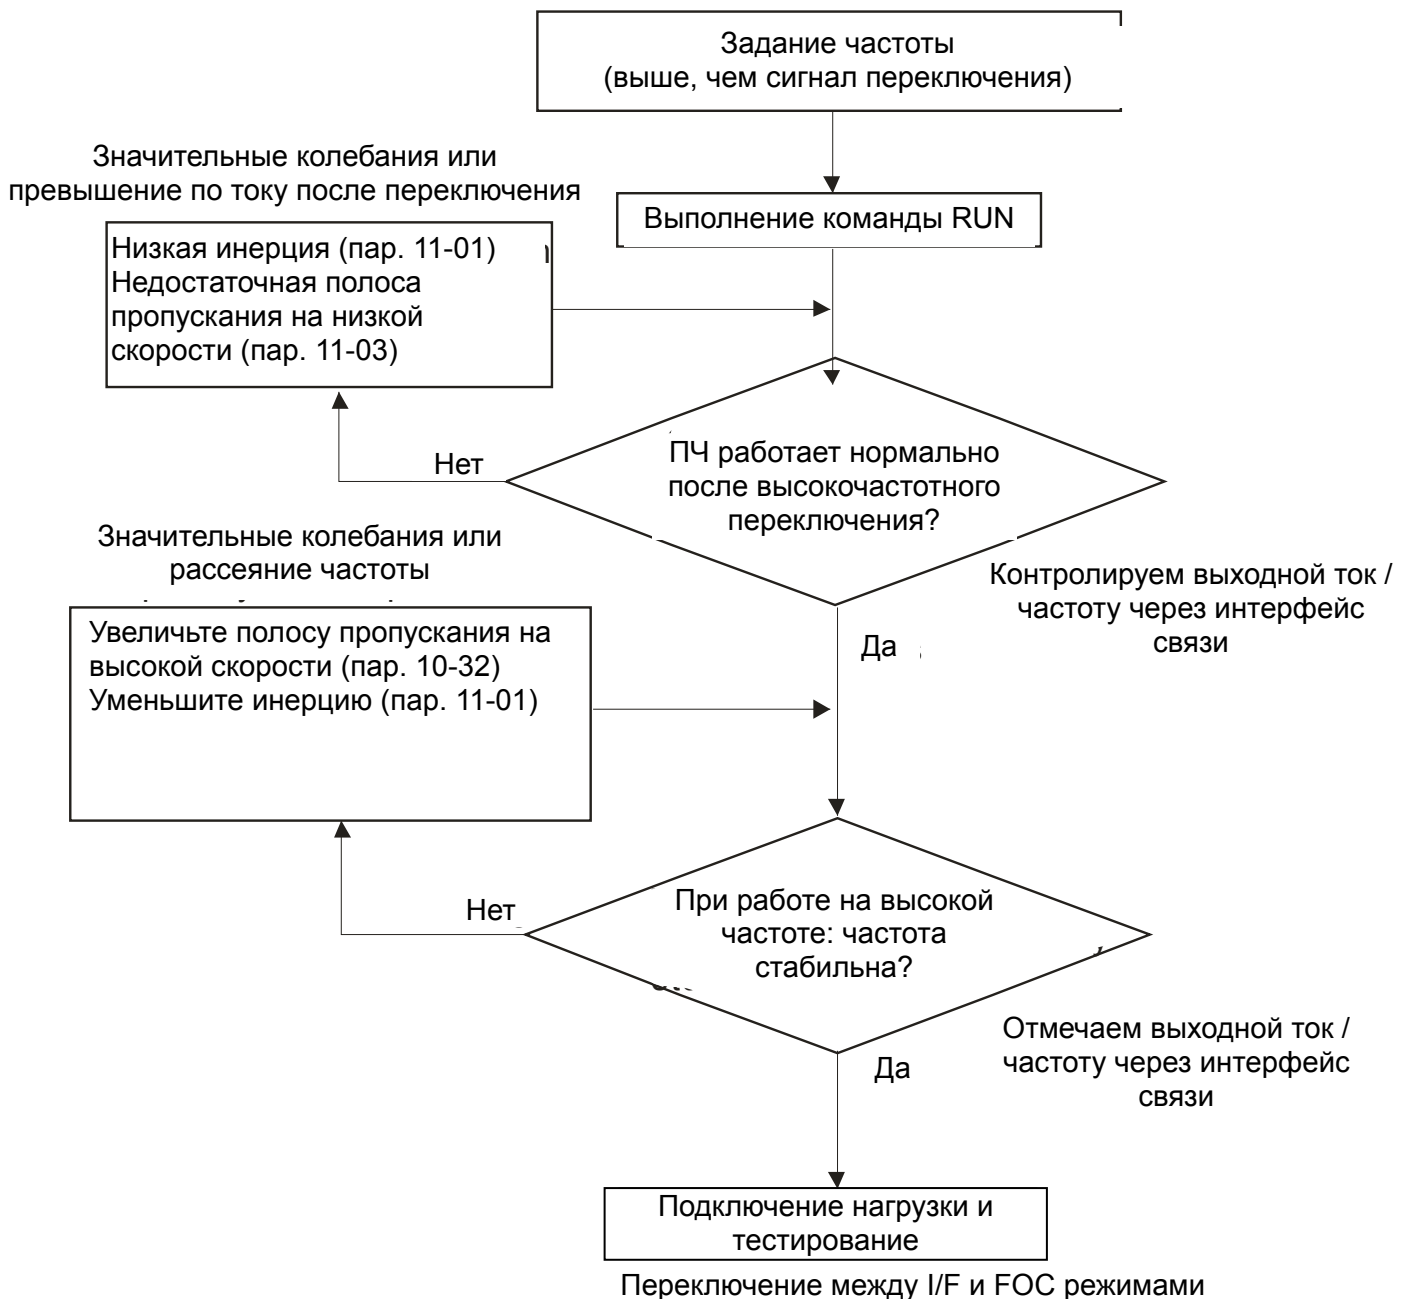 Задание частоты
(выше, чем сигнал переключения)
Значительные колебания или
превышение по току после переключения
Выполнение команды RUN
Низкая инерция (пар. 11-01)
Недостаточная полоса
пропускания на низкой
скорости (пар. 11-03)
Нет
ПЧ работает нормально
после высокочастотного
переключения?
Значительные колебания или
рассеяние частоты
Контролируем выходной ток /
частоту через интерфейс
связи
Да
Увеличьте полосу пропускания на
высокой скорости (пар. 10-32)
Уменьшите инерцию (пар. 11-01)
Нет
При работе на высокой
частоте: частота
стабильна?
Отмечаем выходной ток /
частоту через интерфейс
связи
Да
Подключение нагрузки и
тестирование
Переключение между I/F и FOC режимами